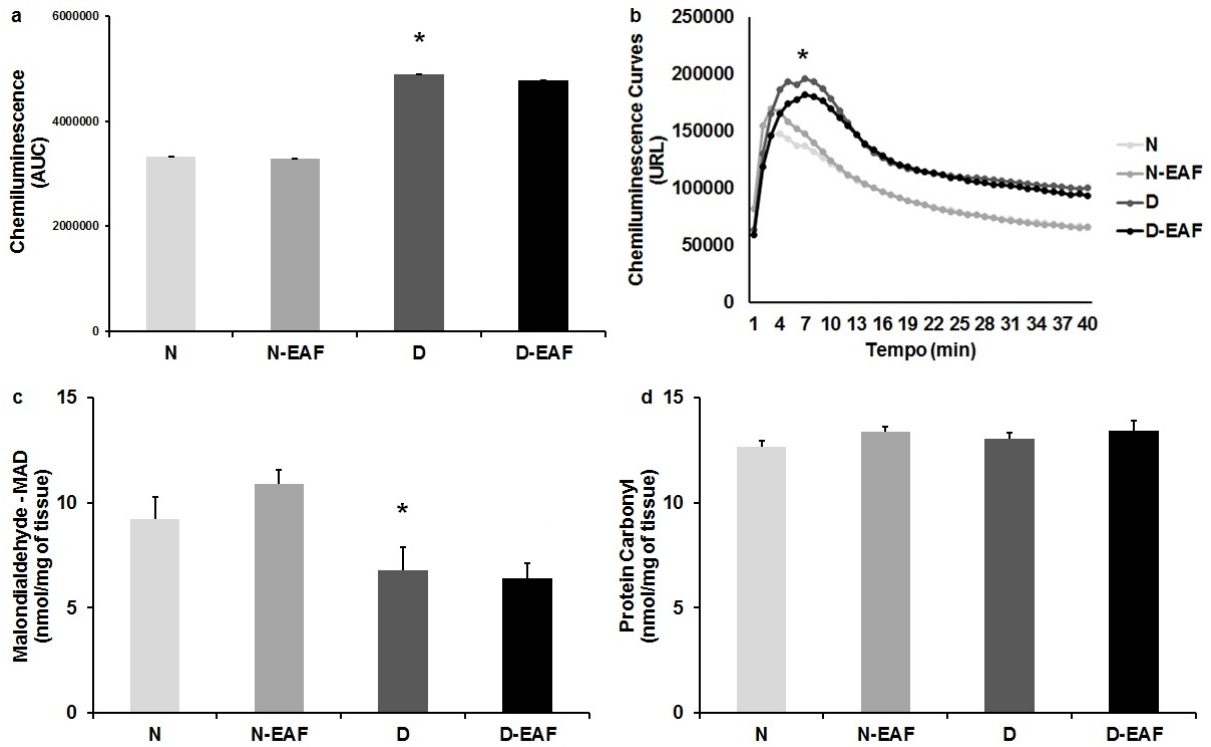 a
Chemiluminescence
(AUC)
6000000
4000000
2000000
0
*
N N-EAF D D-EAF
b
Chemiluminescence Curves
(URL)
250000
200000
150000
100000
50000
0
*
1 4 7 10 13 16 19 22 25 28 31 34 37 40
Tempo (min)
N
N-EAF
D
D-EAF
c
Malondialdehyde - MAD
(nmol/mg of tissue)
15
10
5
0
*
N N-EAF D D-EAF
d
Protein Carbonyl
(nmol/mg of tissue)
15
10
5
0
N N-EAF D D-EAF